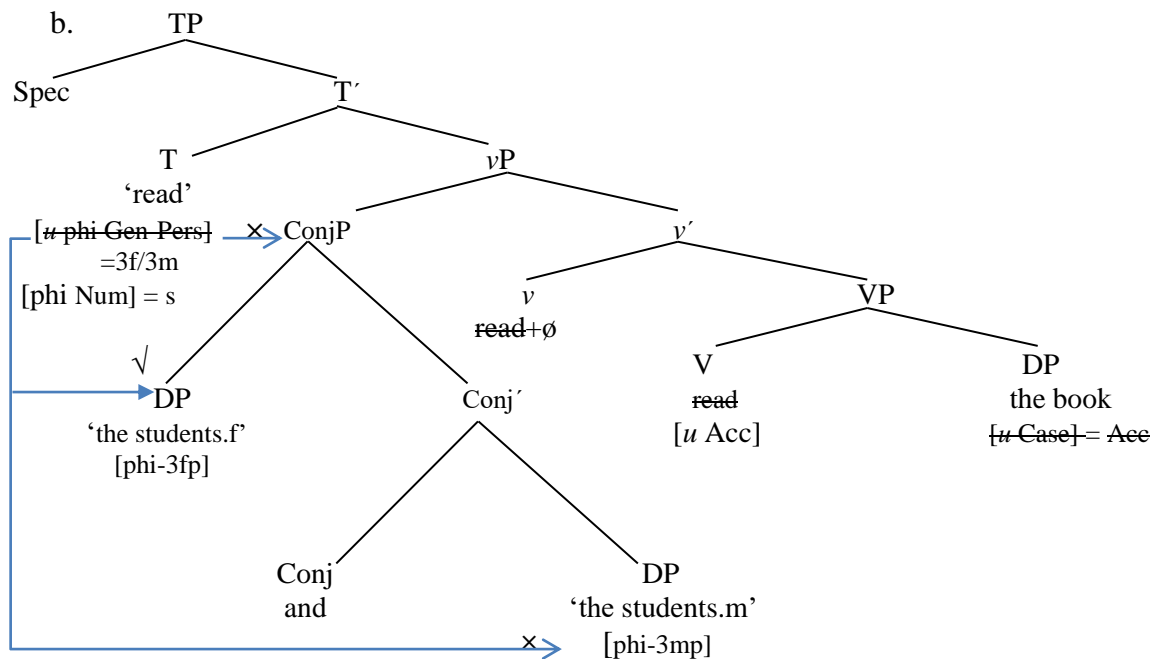 b.
TP
Spec T´
T vP
‘read’
[u phi Gen-Pers] × ConjP v´
=3f/3m
[phi Num] = s
v VP
read+ø
√
DP Conj´ V DP
‘the students.f’ read the book
[phi-3fp] [u Acc] [u Case] = Acc
Conj DP
and ‘the students.m’
× [phi-3mp]